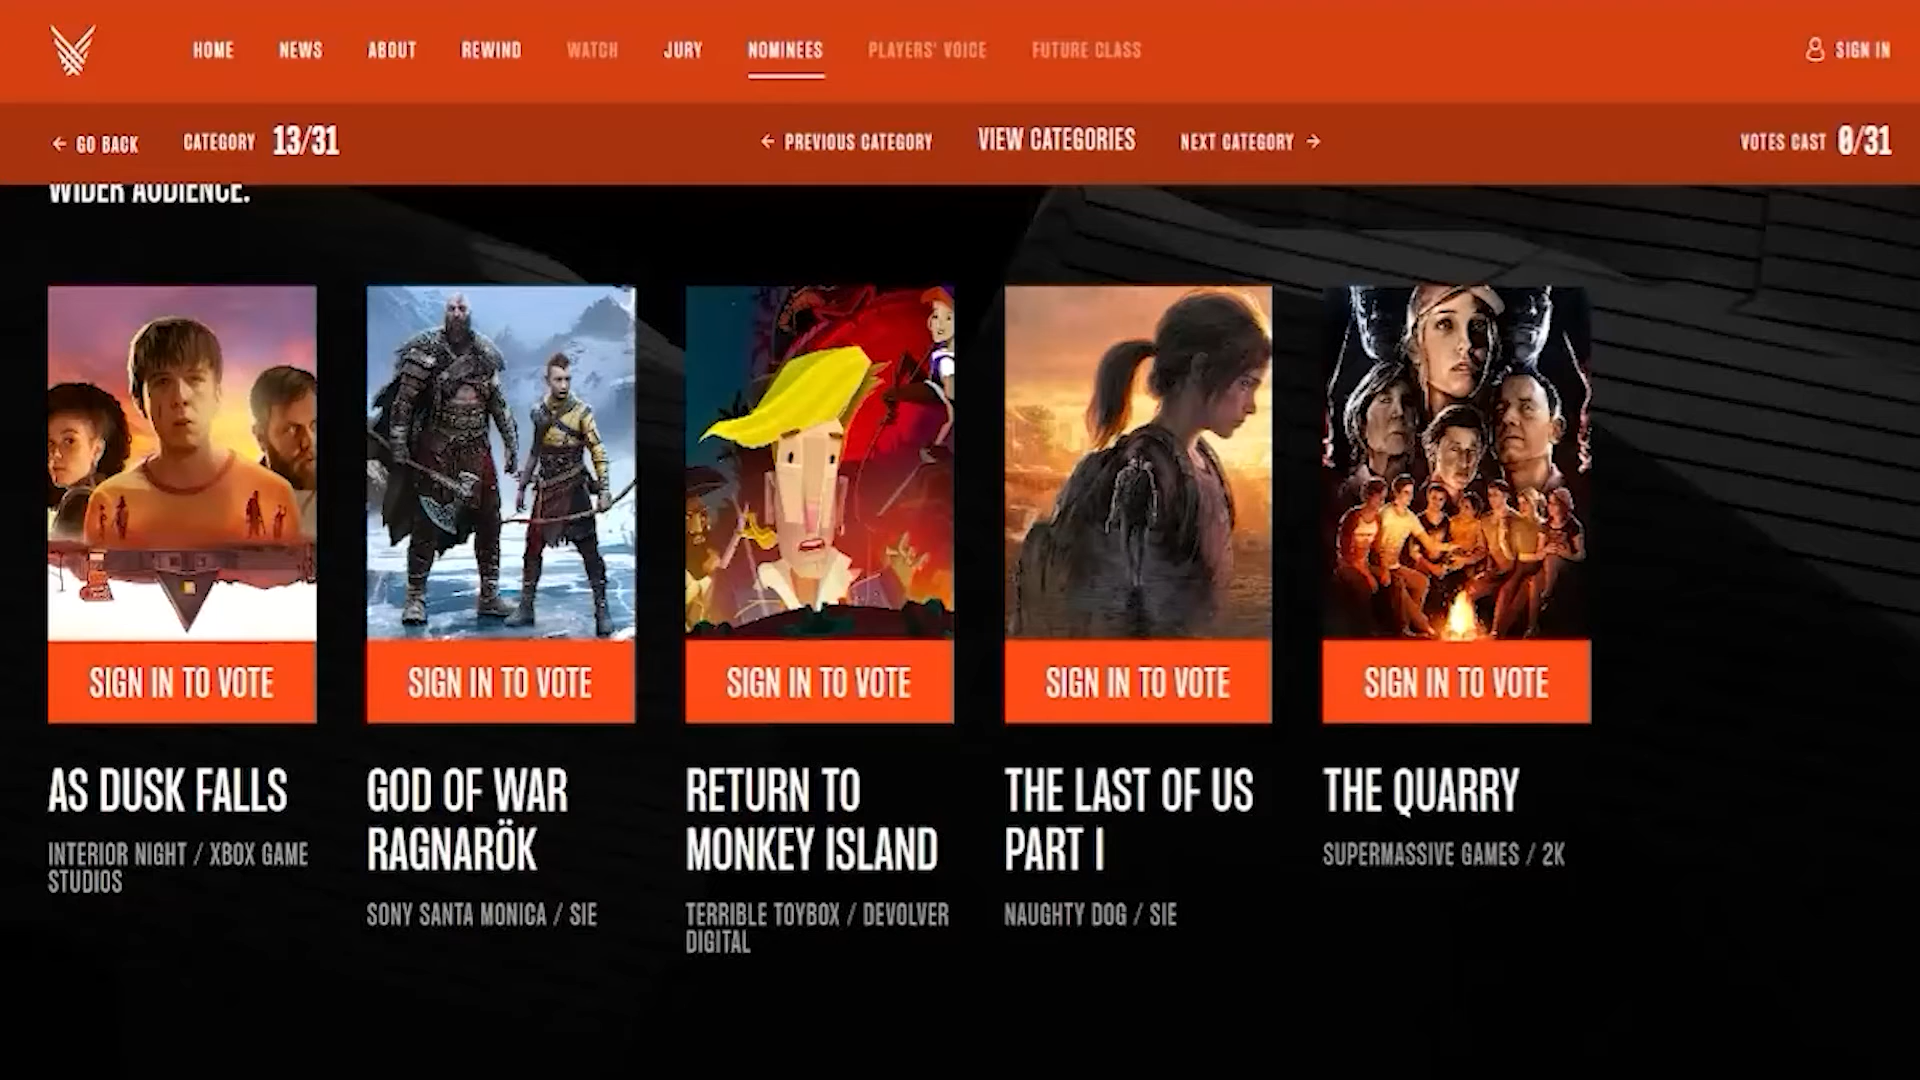 HOME NEWS ABOUT REWIND WATCH JURY NOMINEES PLAYERS' VOICE FUTURE CLASS SIGN IN
← GO BACK CATEGORY 13/31 ← PREVIOUS CATEGORY VIEW CATEGORIES NEXT CATEGORY → VOTES CAST 0/31
WIDER AUDIENCE.
SIGN IN TO VOTE SIGN IN TO VOTE SIGN IN TO VOTE SIGN IN TO VOTE SIGN IN TO VOTE
AS DUSK FALLS
INTERIOR NIGHT / XBOX GAME
STUDIOS
GOD OF WAR
RAGNARÖK
SONY SANTA MONICA / SIE
RETURN TO
MONKEY ISLAND
TERRIBLE TOYBOX / DEVOLVER
DIGITAL
THE LAST OF US
PART I
NAUGHTY DOG / SIE
THE QUARRY
SUPERMASSIVE GAMES / 2K